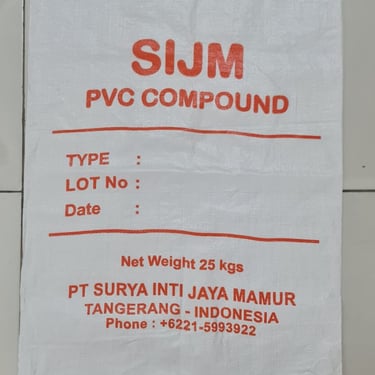 SIJM
PVC COMPOUND
TYPE :
LOT No :
Date :
Net Weight 25 kgs
PT SURYA INTI JAYA MAMUR
TANGERANG - INDONESIA
Phone : +6221-5993922